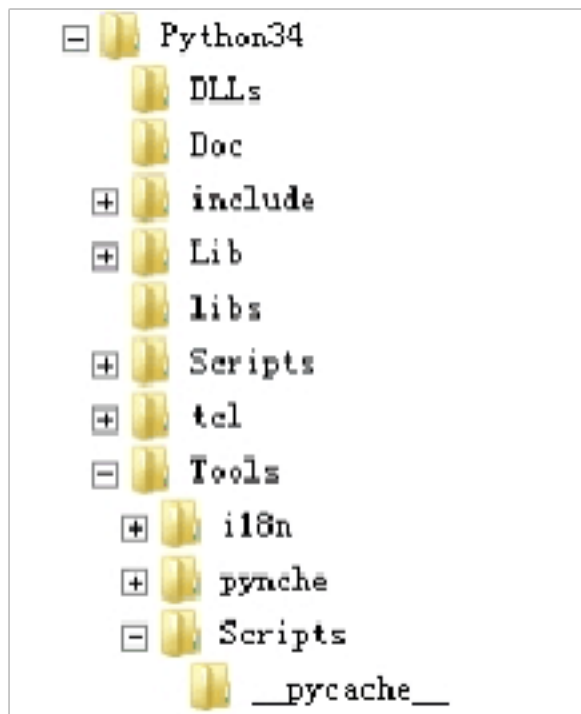 Python34
DLLs
Doc
include
Lib
libs
Scripts
tcl
Tools
i18n
pynche
Scripts
__pycache__